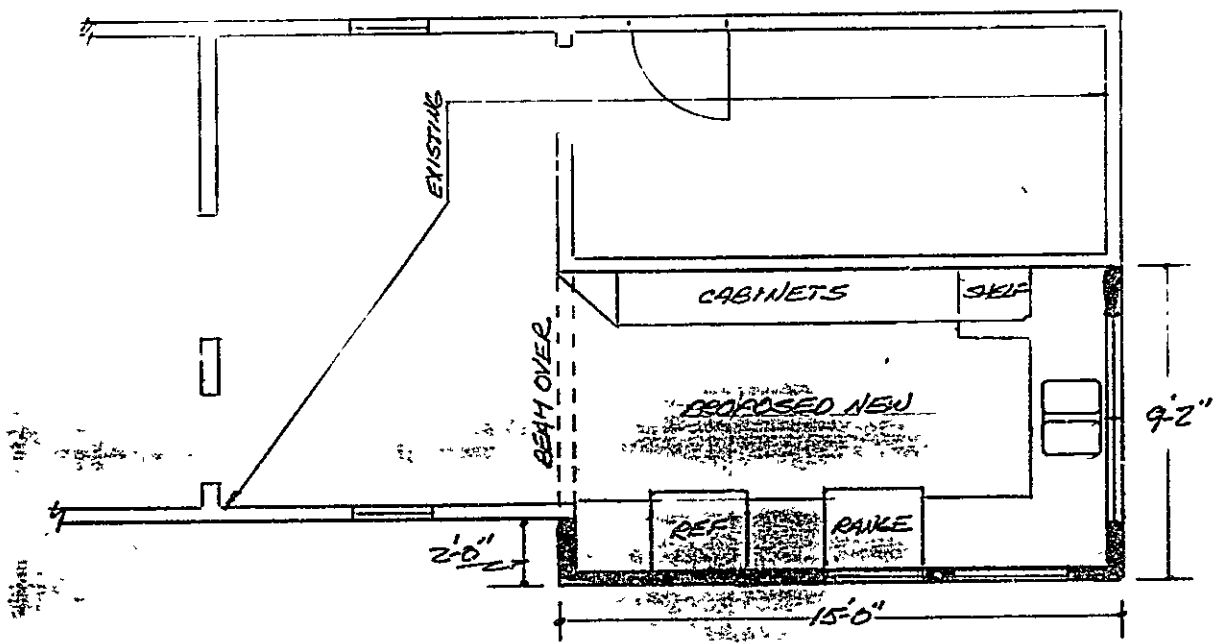 EXISTING
CABINETS
SHELF
BEAM OVER
PROPOSED NEW
9'-2"
REF
RANGE
2'-0"
15'-0"